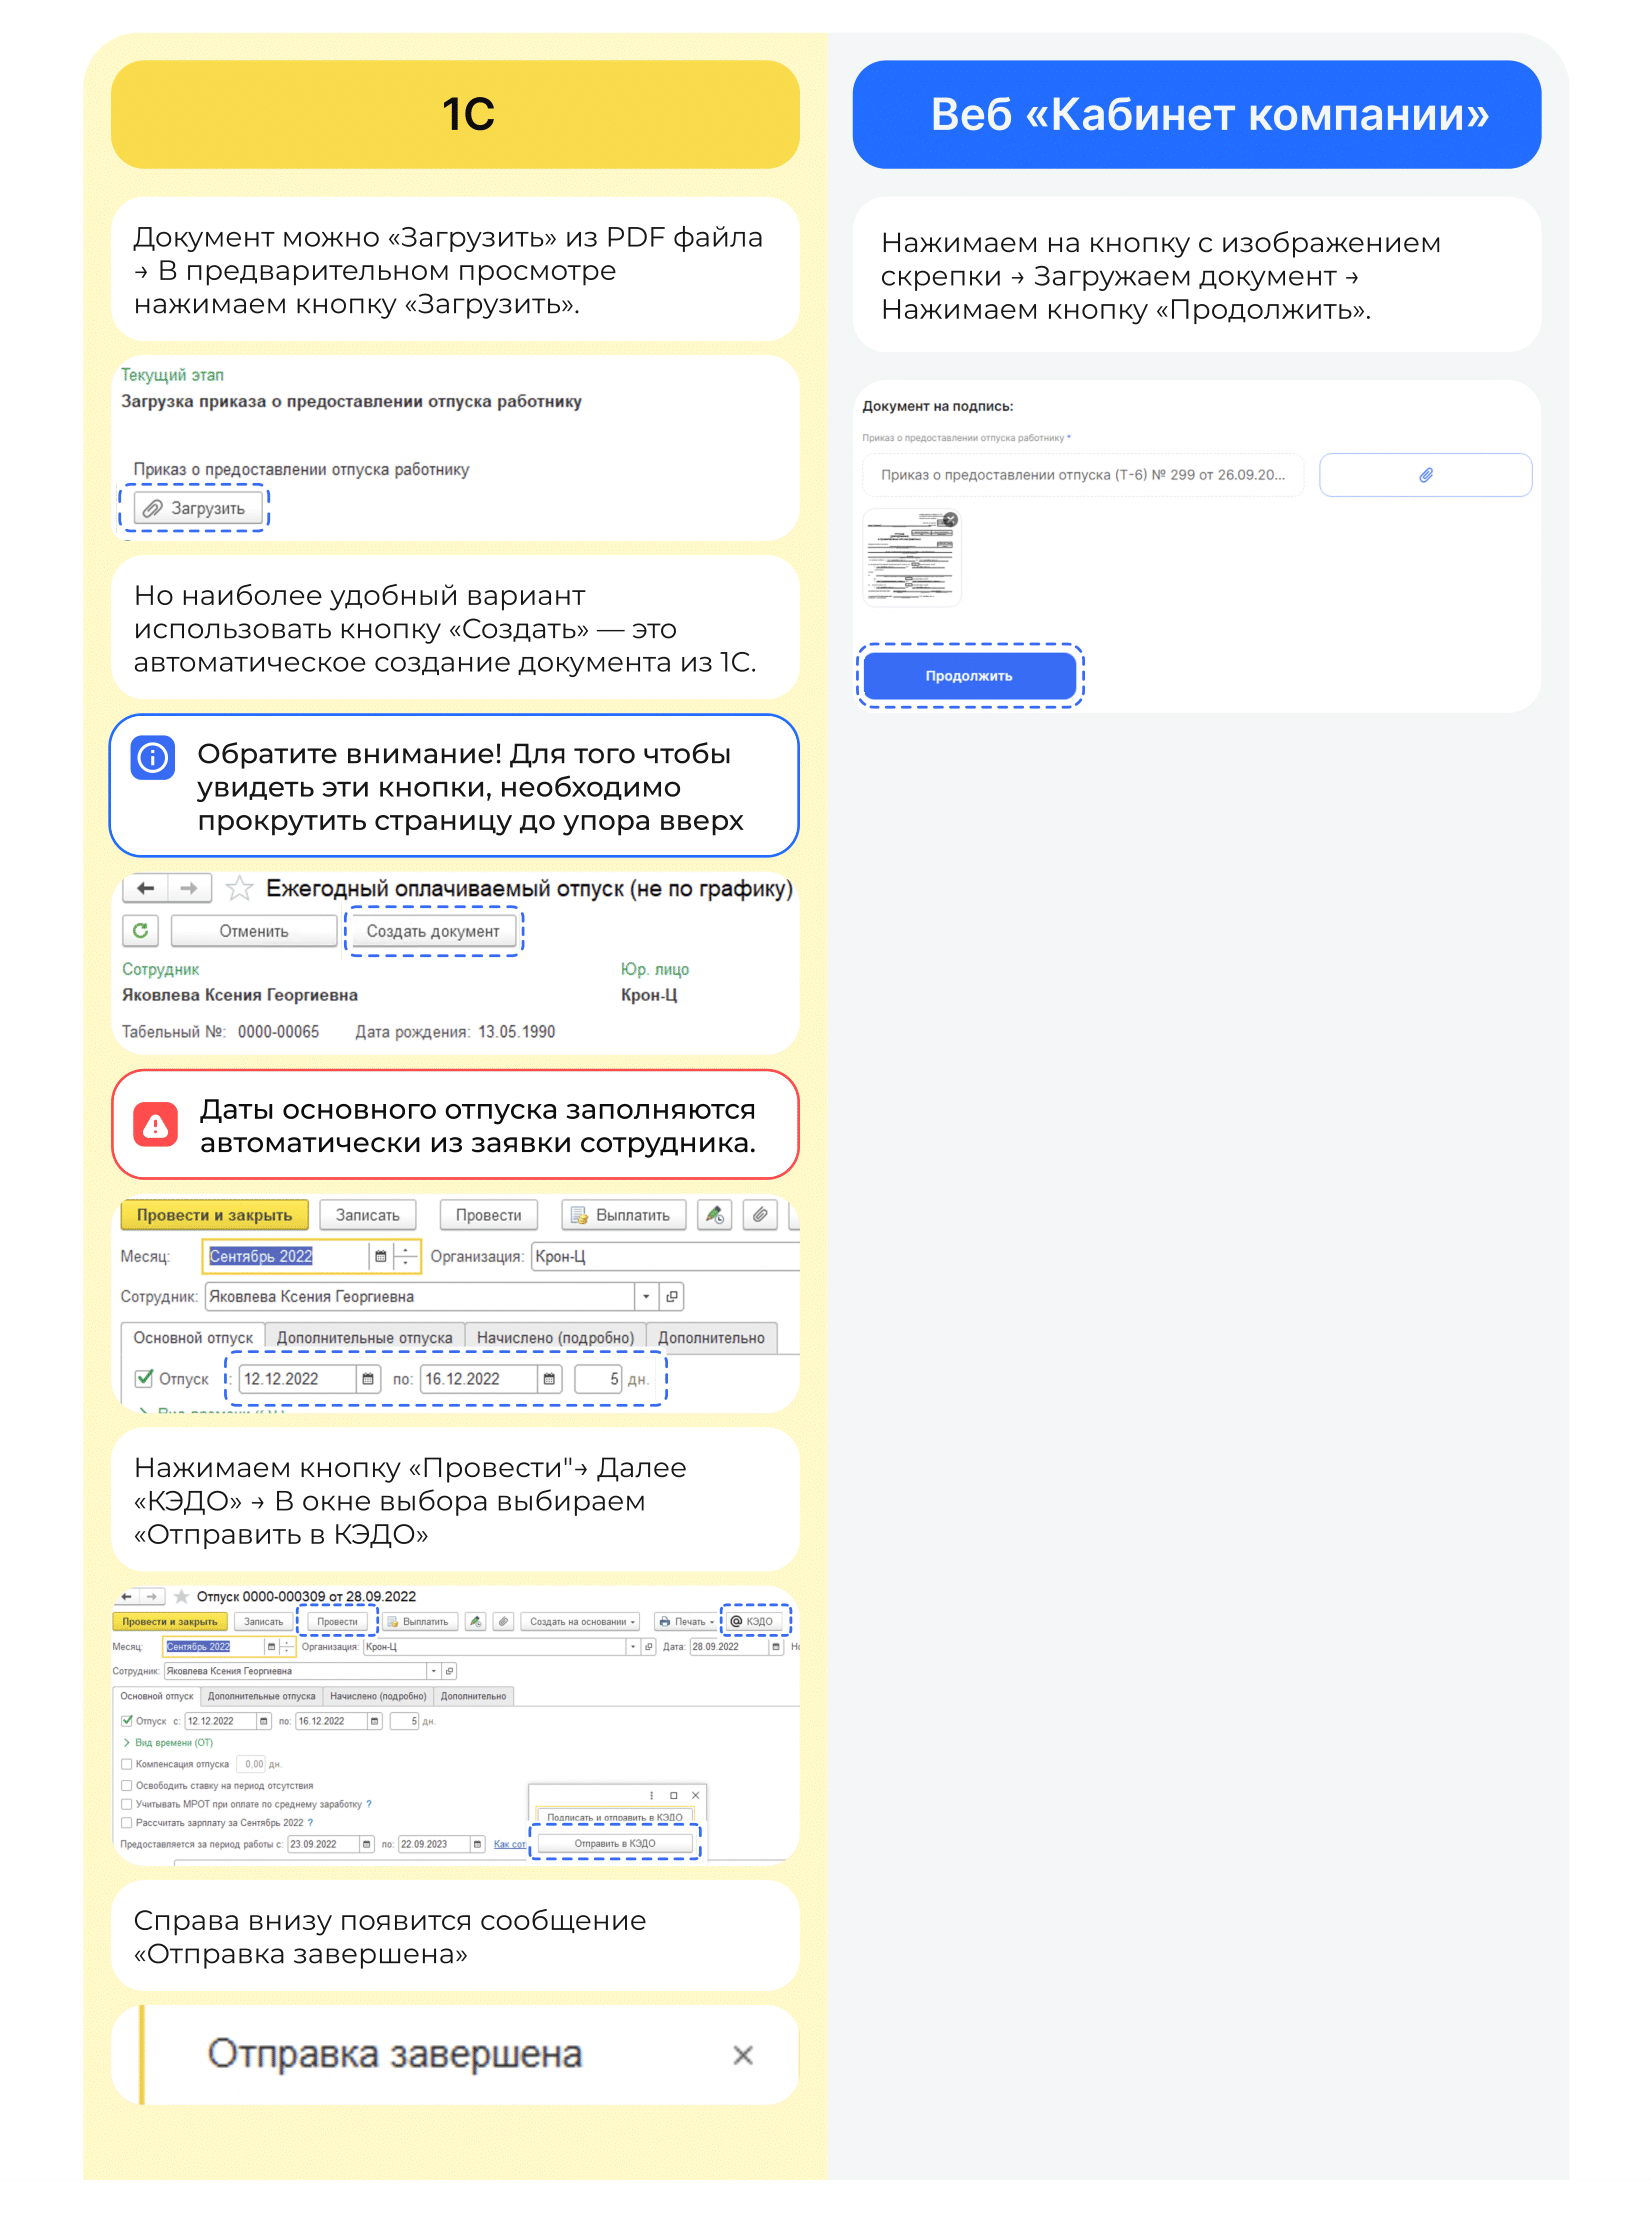 1С
Документ можно «Загрузить» из PDF файла
→ В предварительном просмотре
нажимаем кнопку «Загрузить».
Текущий этап
Загрузка приказа о предоставлении отпуска работнику
Приказ о предоставлении отпуска работнику
Загрузить
Но наиболее удобный вариант
использовать кнопку «Создать» — это
автоматическое создание документа из 1С.
Обратите внимание! Для того чтобы
увидеть эти кнопки, необходимо
прокрутить страницу до упора вверх
Ежегодный оплачиваемый отпуск (не по графику)
Отменить Создать документ
Сотрудник Юр. лицо
Яковлева Ксения Георгиевна Крон-Ц
Табельный №: 0000-00065 Дата рождения: 13.05.1990
Даты основного отпуска заполняются
автоматически из заявки сотрудника.
Провести и закрыть Записать Провести Выплатить
Месяц: Сентябрь 2022 Организация: Крон-Ц
Сотрудник: Яковлева Ксения Георгиевна
Основной отпуск Дополнительные отпуска Начислено (подробно) Дополнительно
Отпуск : 12.12.2022 по: 16.12.2022 5 дн.
Нажимаем кнопку «Провести"→ Далее
«КЭДО» → В окне выбора выбираем
«Отправить в КЭДО»
Отпуск 0000-000309 от 28.09.2022
Провести и закрыть Записать Провести Выплатить Создать на основании Печать @ КЭДО
Месяц: Сентябрь 2022 Организация: Крон-Ц Дата: 28.09.2022 Но
Сотрудник: Яковлева Ксения Георгиевна
Основной отпуск Дополнительные отпуска Начислено (подробно) Дополнительно
Отпуск с: 12.12.2022 по: 16.12.2022 5 дн.
Вид времени (ОТ)
Компенсация отпуска 0,00 дн.
Освободить ставку на период отсутствия
Учитывать МРОТ при оплате по среднему заработку ?
Подписать и отправить в КЭДО
Рассчитать зарплату за Сентябрь 2022 ?
Предоставляется за период работы с: 23.09.2022 по: 22.09.2023 Как сот
Отправить в КЭДО
Справа внизу появится сообщение
«Отправка завершена»
Отправка завершена
Веб «Кабинет компании»
Нажимаем на кнопку с изображением
скрепки → Загружаем документ →
Нажимаем кнопку «Продолжить».
Документ на подпись:
Приказ о предоставлении отпуска работнику *
Приказ о предоставлении отпуска (Т-6) № 299 от 26.09.20...
Продолжить